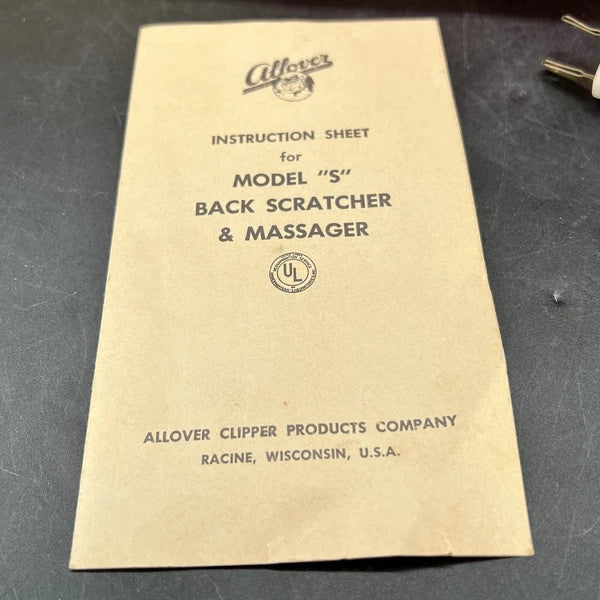 Allover
INSTRUCTION SHEET
for
MODEL "S"
BACK SCRATCHER
& MASSAGER
UL
ALLOVER CLIPPER PRODUCTS COMPANY
RACINE, WISCONSIN, U.S.A.